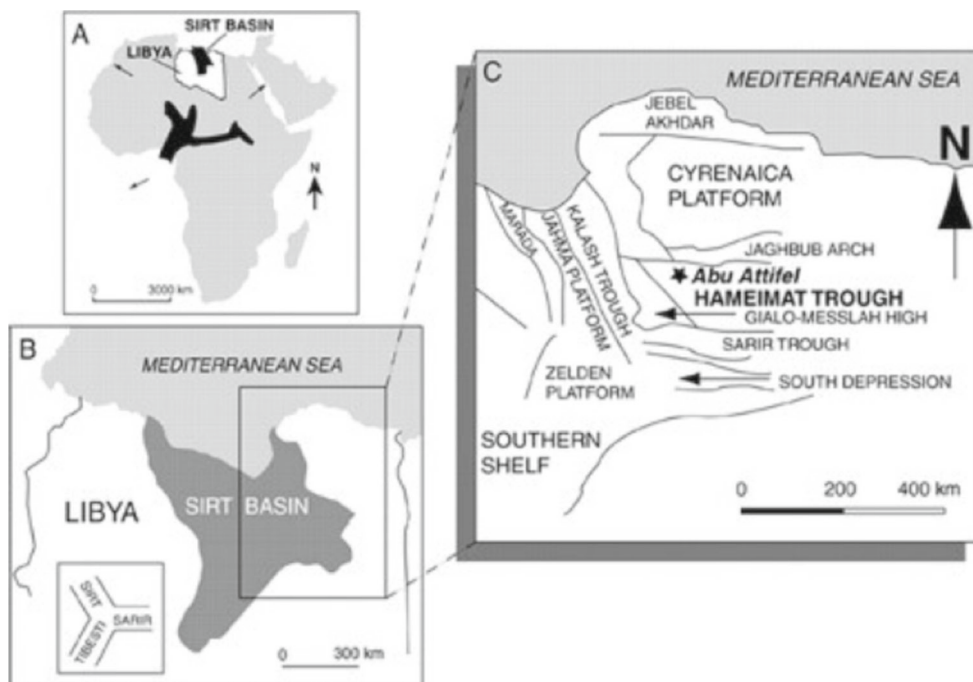 A
SIRT BASIN
LIBYA
N
0 3000 km
B
MEDITERRANEAN SEA
LIBYA
SIRT BASIN
SIRT
SARIR
TIBESTI
0 300 km
C
MEDITERRANEAN SEA
JEBEL
AKHDAR
N
CYRENAICA
PLATFORM
MARADA
JAHMA PLATFORM
KALASH TROUGH
JAGHBUB ARCH
Abu Attifel
HAMEIMAT TROUGH
GIALO-MESSLAH HIGH
SARIR TROUGH
ZELDEN
PLATFORM
SOUTH DEPRESSION
SOUTHERN
SHELF
0 200 400 km